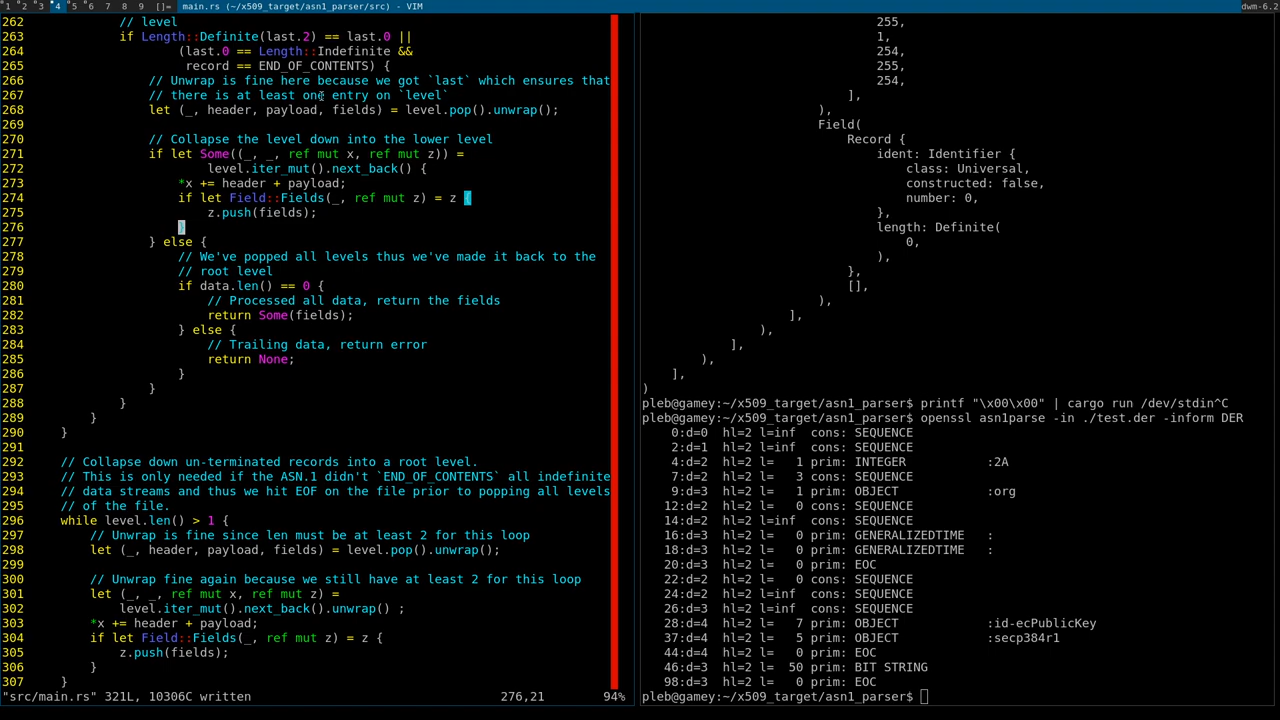 1 2 3 4 5 6 7 8 9 []= main.rs (~/x509_target/asn1_parser/src) - VIM dwm-6.2
262             // level
263             if Length::Definite(last.2) == last.0 ||
264                     (last.0 == Length::Indefinite &&
265                      record == END_OF_CONTENTS) {
266                 // Unwrap is fine here because we got `last` which ensures that
267                 // there is at least one entry on `level`
268                 let (_, header, payload, fields) = level.pop().unwrap();
269
270                 // Collapse the level down into the lower level
271                 if let Some((_, _, ref mut x, ref mut z)) =
272                         level.iter_mut().next_back() {
273                     *x += header + payload;
274                     if let Field::Fields(_, ref mut z) = z {
275                         z.push(fields);
276                     }
277                 } else {
278                     // We've popped all levels thus we've made it back to the
279                     // root level
280                     if data.len() == 0 {
281                         // Processed all data, return the fields
282                         return Some(fields);
283                     } else {
284                         // Trailing data, return error
285                         return None;
286                     }
287                 }
288             }
289         }
290     }
291
292     // Collapse down un-terminated records into a root level.
293     // This is only needed if the ASN.1 didn't `END_OF_CONTENTS` all indefinite
294     // data streams and thus we hit EOF on the file prior to popping all levels
295     // of the file.
296     while level.len() > 1 {
297         // Unwrap is fine since len must be at least 2 for this loop
298         let (_, header, payload, fields) = level.pop().unwrap();
299
300         // Unwrap fine again because we still have at least 2 for this loop
301         let (_, _, ref mut x, ref mut z) =
302             level.iter_mut().next_back().unwrap() ;
303         *x += header + payload;
304         if let Field::Fields(_, ref mut z) = z {
305             z.push(fields);
306         }
307     }
"src/main.rs" 321L, 10306C written 276,21 94%
                                255,
                                1,
                                254,
                                255,
                                254,
                            ],
                        ),
                        Field(
                            Record {
                                ident: Identifier {
                                    class: Universal,
                                    constructed: false,
                                    number: 0,
                                },
                                length: Definite(
                                    0,
                                ),
                            },
                            [],
                        ),
                    ],
                ),
            ],
        ),
    ],
)
pleb@gamey:~/x509_target/asn1_parser$ printf "\x00\x00" | cargo run /dev/stdin^C
pleb@gamey:~/x509_target/asn1_parser$ openssl asn1parse -in ./test.der -inform DER
    0:d=0  hl=2 l=inf  cons: SEQUENCE
    2:d=1  hl=2 l=inf  cons: SEQUENCE
    4:d=2  hl=2 l=   1 prim: INTEGER           :2A
    7:d=2  hl=2 l=   3 cons: SEQUENCE
    9:d=3  hl=2 l=   1 prim: OBJECT            :org
   12:d=2  hl=2 l=   0 cons: SEQUENCE
   14:d=2  hl=2 l=inf  cons: SEQUENCE
   16:d=3  hl=2 l=   0 prim: GENERALIZEDTIME   :
   18:d=3  hl=2 l=   0 prim: GENERALIZEDTIME   :
   20:d=3  hl=2 l=   0 prim: EOC
   22:d=2  hl=2 l=   0 cons: SEQUENCE
   24:d=2  hl=2 l=inf  cons: SEQUENCE
   26:d=3  hl=2 l=inf  cons: SEQUENCE
   28:d=4  hl=2 l=   7 prim: OBJECT            :id-ecPublicKey
   37:d=4  hl=2 l=   5 prim: OBJECT            :secp384r1
   44:d=4  hl=2 l=   0 prim: EOC
   46:d=3  hl=2 l=  50 prim: BIT STRING
   98:d=3  hl=2 l=   0 prim: EOC
pleb@gamey:~/x509_target/asn1_parser$